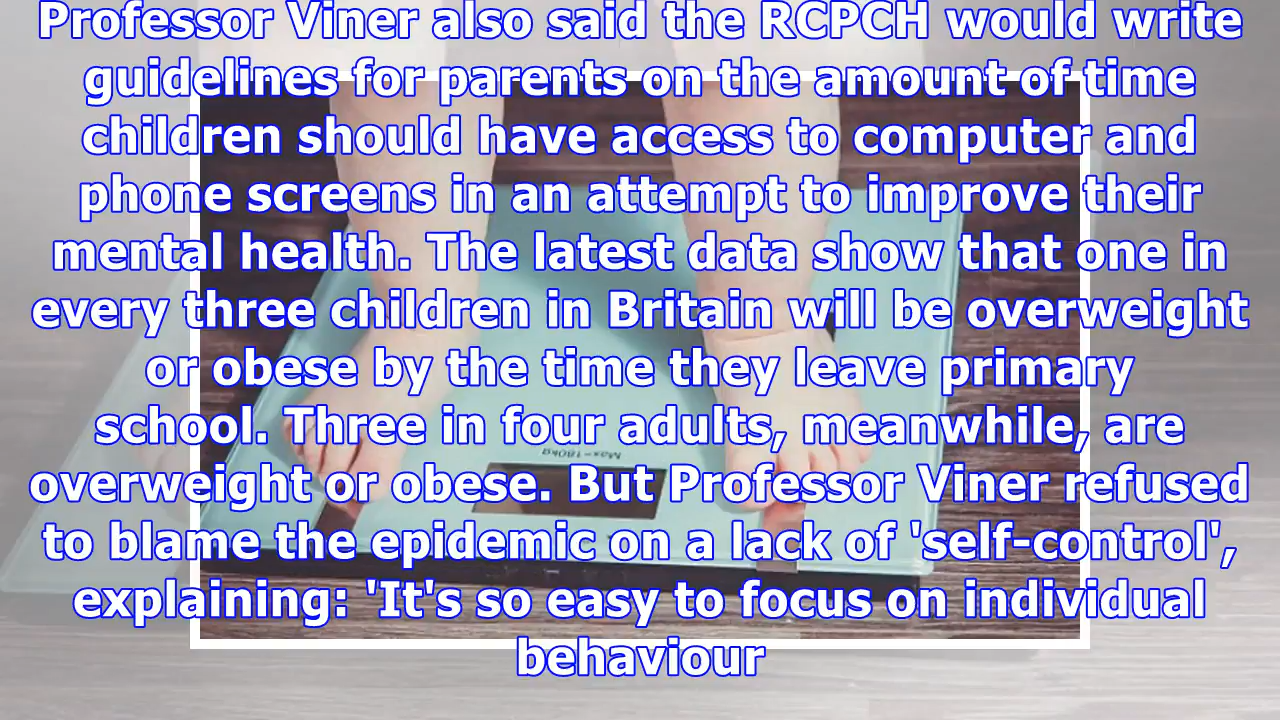 Professor Viner also said the RCPCH would write
guidelines for parents on the amount of time
children should have access to computer and
phone screens in an attempt to improve their
mental health. The latest data show that one in
every three children in Britain will be overweight
or obese by the time they leave primary
school. Three in four adults, meanwhile, are
overweight or obese. But Professor Viner refused
to blame the epidemic on a lack of 'self-control',
explaining: 'It's so easy to focus on individual
behaviour
Max=180kg